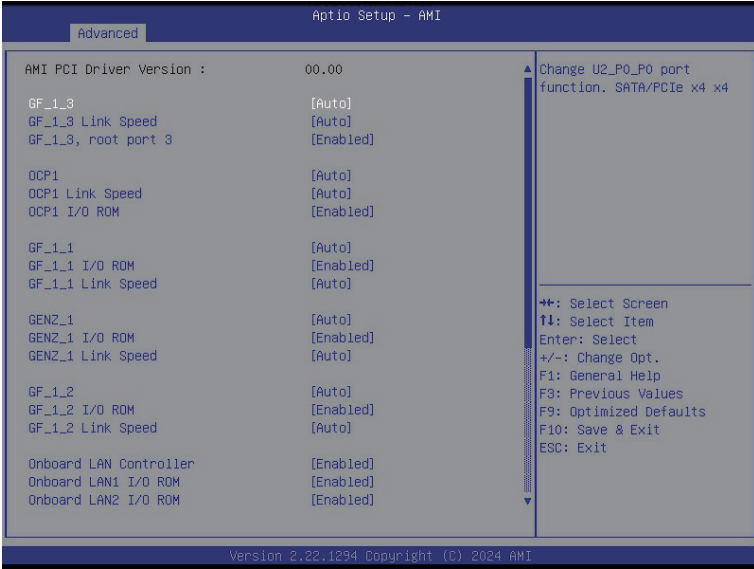 Aptio Setup – AMI
Advanced
AMI PCI Driver Version : 00.00
GF_1_3 [Auto]
GF_1_3 Link Speed [Auto]
GF_1_3, root port 3 [Enabled]
OCP1 [Auto]
OCP1 Link Speed [Auto]
OCP1 I/O ROM [Enabled]
GF_1_1 [Auto]
GF_1_1 I/O ROM [Enabled]
GF_1_1 Link Speed [Auto]
GENZ_1 [Auto]
GENZ_1 I/O ROM [Enabled]
GENZ_1 Link Speed [Auto]
GF_1_2 [Auto]
GF_1_2 I/O ROM [Enabled]
GF_1_2 Link Speed [Auto]
Onboard LAN Controller [Enabled]
Onboard LAN1 I/O ROM [Enabled]
Onboard LAN2 I/O ROM [Enabled]
Change U2_P0_P0 port
function. SATA/PCIe x4 x4
→←: Select Screen
↑↓: Select Item
Enter: Select
+/-: Change Opt.
F1: General Help
F3: Previous Values
F9: Optimized Defaults
F10: Save & Exit
ESC: Exit
Version 2.22.1294 Copyright (C) 2024 AMI